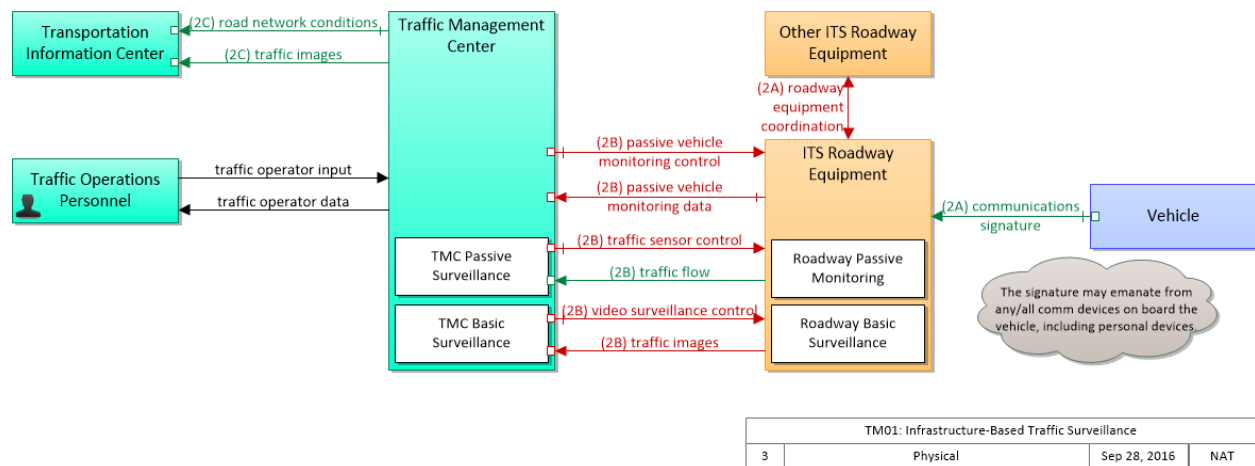 Transportation
Information Center
(2C) road network conditions
(2C) traffic images
Traffic Management
Center
Other ITS Roadway
Equipment
(2A) roadway
equipment
coordination
Traffic Operations
Personnel
traffic operator input
traffic operator data
(2B) passive vehicle
monitoring control
(2B) passive vehicle
monitoring data
ITS Roadway
Equipment
(2A) communications
signature
Vehicle
TMC Passive
Surveillance
(2B) traffic sensor control
(2B) traffic flow
Roadway Passive
Monitoring
TMC Basic
Surveillance
(2B) video surveillance control
(2B) traffic images
Roadway Basic
Surveillance
The signature may emanate from
any/all comm devices on board the
vehicle, including personal devices.
TM01: Infrastructure-Based Traffic Surveillance
3 Physical Sep 28, 2016 NAT